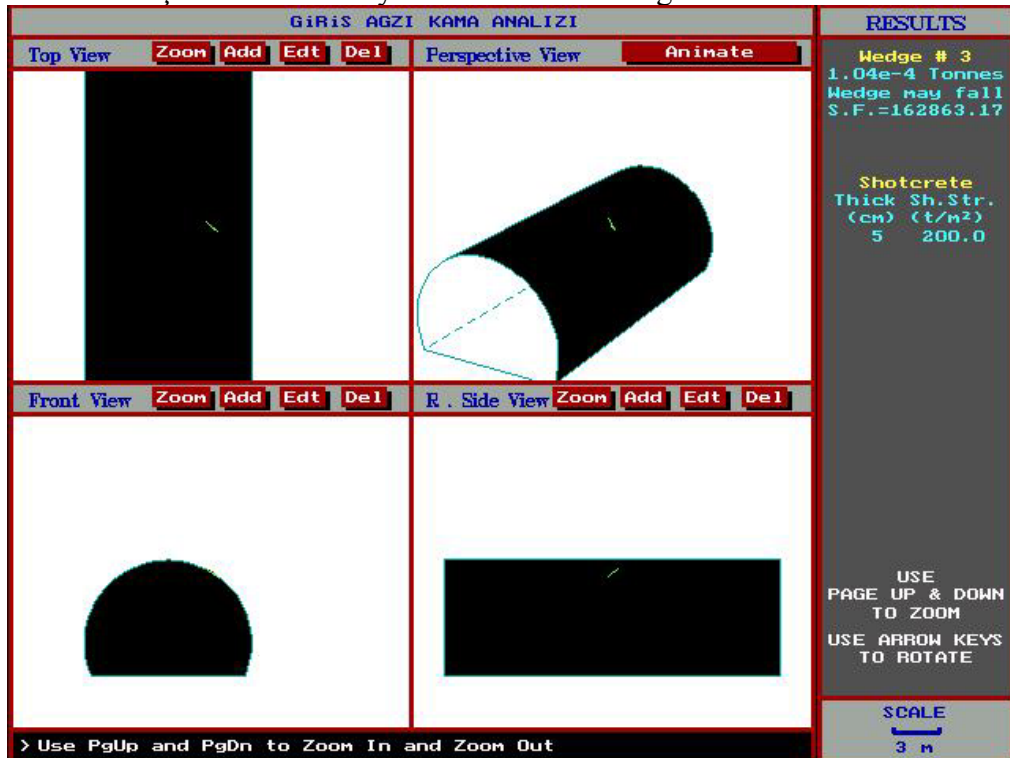 GiRiS AGZI KAMA ANALIZI
RESULTS
Top View Zoom Add Edt Del
Perspective View Animate
Wedge # 3
1.04e-4 Tonnes
Wedge may fall
S.F.=162863.17
Shotcrete
Thick Sh.Str.
(cm) (t/m²)
5 200.0
Front View Zoom Add Edt Del
R . Side View Zoom Add Edt Del
USE
PAGE UP & DOWN
TO ZOOM
USE ARROW KEYS
TO ROTATE
SCALE
3 m
> Use PgUp and PgDn to Zoom In and Zoom Out